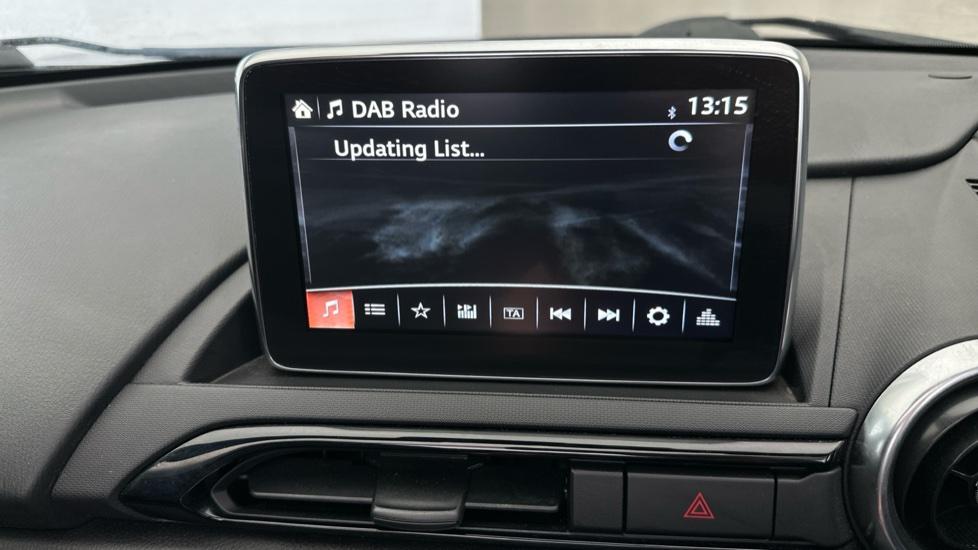 DAB Radio 13:15
Updating List...
TA